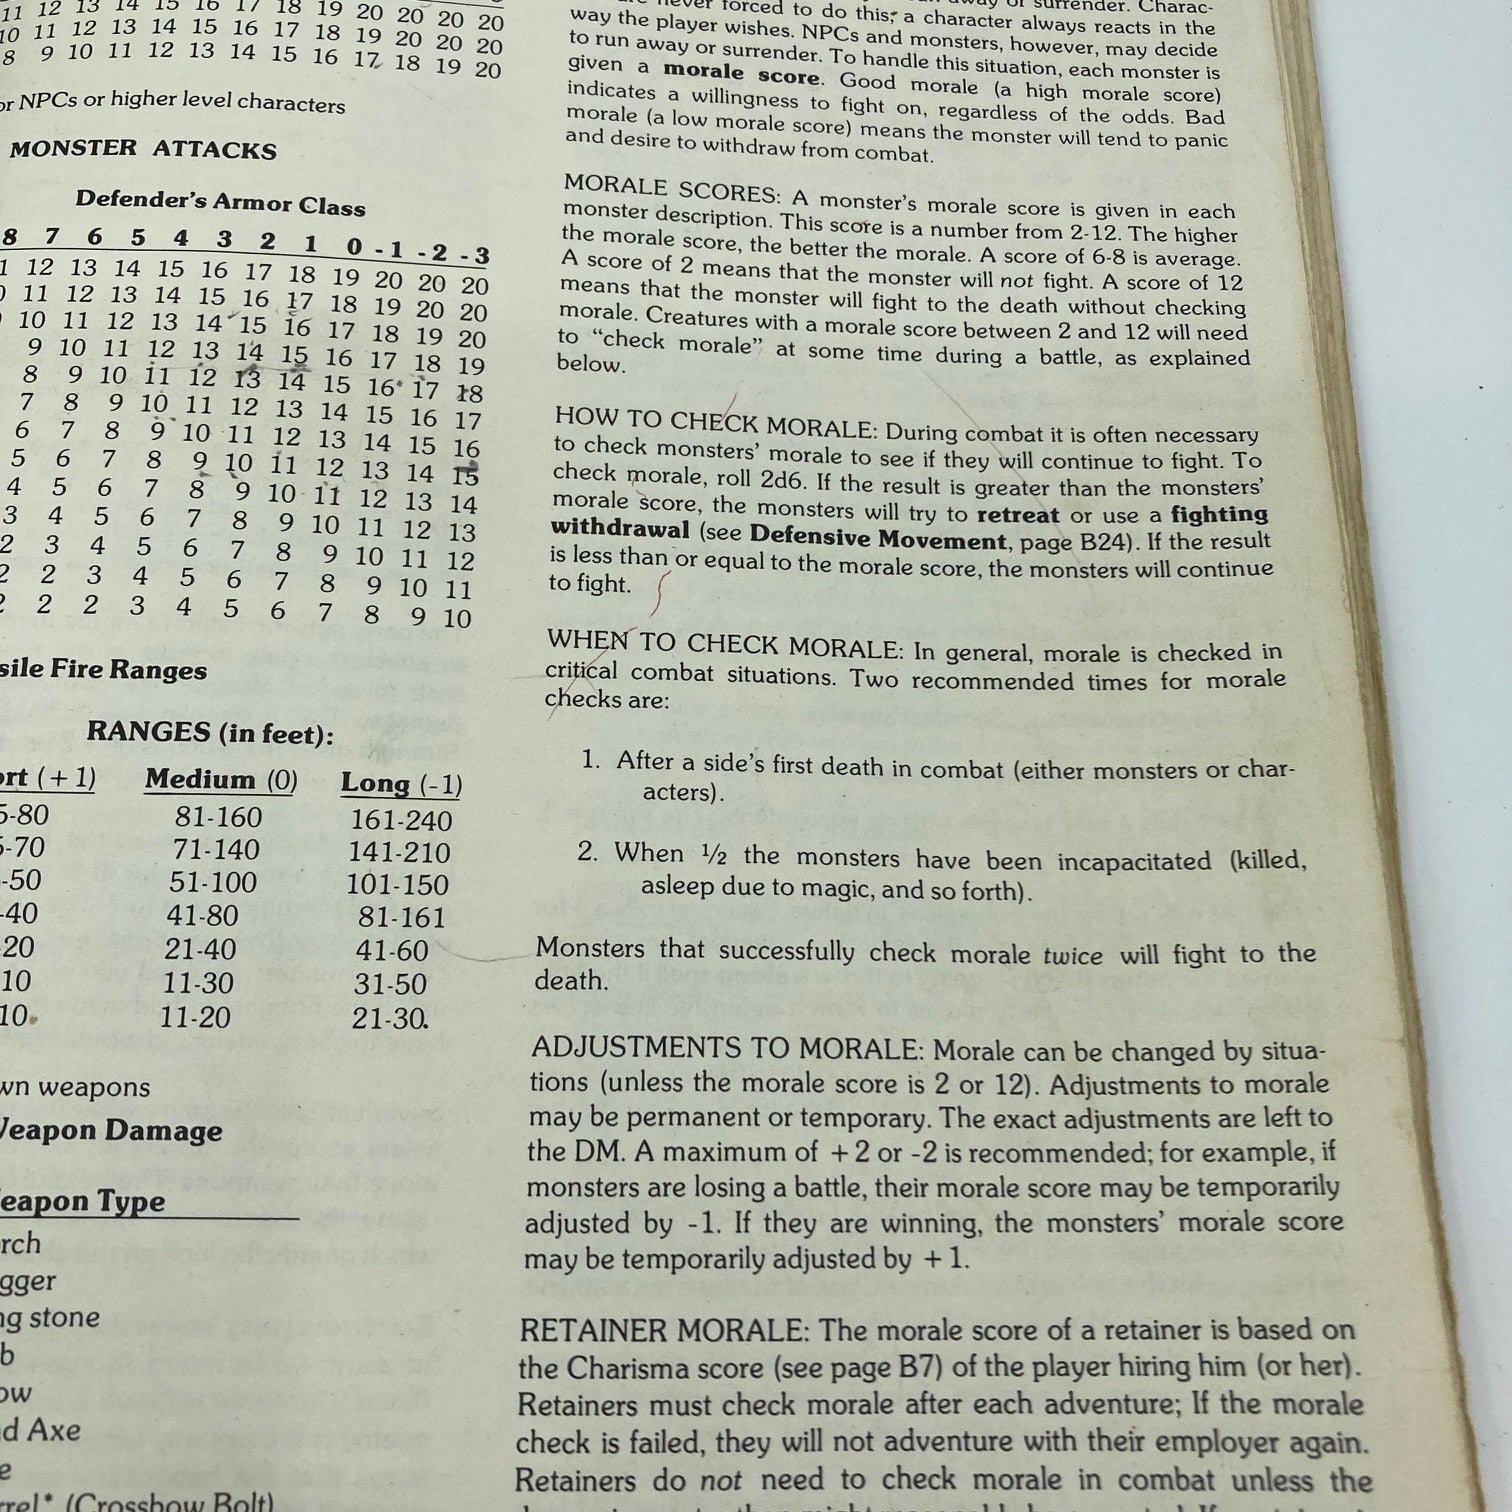 11 12 13 14 15 16 17 18 19 20 20 20 20
10 11 12 13 14 15 16 17 18 19 20 20 20
8 9 10 11 12 13 14 15 16 17 18 19 20
or NPCs or higher level characters
MONSTER ATTACKS
Defender's Armor Class
8 7 6 5 4 3 2 1 0 -1 -2 -3
1 12 13 14 15 16 17 18 19 20 20 20
11 12 13 14 15 16 17 18 19 20 20
10 11 12 13 14 15 16 17 18 19 20
9 10 11 12 13 14 15 16 17 18 19
8 9 10 11 12 13 14 15 16 17 18
7 8 9 10 11 12 13 14 15 16 17
6 7 8 9 10 11 12 13 14 15 16
5 6 7 8 9 10 11 12 13 14 15
4 5 6 7 8 9 10 11 12 13 14
3 4 5 6 7 8 9 10 11 12 13
2 3 4 5 6 7 8 9 10 11 12
2 2 3 4 5 6 7 8 9 10 11
2 2 2 3 4 5 6 7 8 9 10
sile Fire Ranges
RANGES (in feet):
ort (+1) Medium (0) Long (-1)
5-80 81-160 161-240
5-70 71-140 141-210
-50 51-100 101-150
-40 41-80 81-161
20 21-40 41-60
10 11-30 31-50
10 11-20 21-30.
wn weapons
Weapon Damage
eapon Type
rch
gger
ng stone
b
ow
d Axe
e
rrel* (Crossbow Bolt)
never forced to do this; a character always reactsin the
way the player wishes. NPCs and monsters, however, may decide
to run away or surrender. To handle this situation, each monster is
given a morale score. Good morale (a high morale score)
indicates a willingness to fight on, regardless of the odds. Bad
morale (a low morale score) means the monster will tend to panic
and desire to withdraw from combat.
MORALE SCORES: A monster's morale score is given in each
monster description. This score is a number from 2-12. The higher
the morale score, the better the morale. A score of 6-8 is average.
A score of 2 means that the monster will not fight. A score of 12
means that the monster will fight to the death without checking
morale. Creatures with a morale score between 2 and 12 will need
to "check morale" at some time during a battle, as explained
below.
HOW TO CHECK MORALE: During combat it is often necessary
to check monsters' morale to see if they will continue to fight. To
check morale, roll 2d6. If the result is greater than the monsters'
morale score, the monsters will try to retreat or use a fighting
withdrawal (see Defensive Movement, page B24). If the result
is less than or equal to the morale score, the monsters will continue
to fight.
WHEN TO CHECK MORALE: In general, morale is checked in
critical combat situations. Two recommended times for morale
checks are:
1. After a side's first death in combat (either monsters or char-
acters).
2. When ½ the monsters have been incapacitated (killed,
asleep due to magic, and so forth).
Monsters that successfully check morale twice will fight to the
death.
ADJUSTMENTS TO MORALE: Morale can be changed by situa-
tions (unless the morale score is 2 or 12). Adjustments to morale
may be permanent or temporary. The exact adjustments are left to
the DM. A maximum of +2 or -2 is recommended; for example, if
monsters are losing a battle, their morale score may be temporarily
adjusted by -1. If they are winning, the monsters' morale score
may be temporarily adjusted by +1.
RETAINER MORALE: The morale score of a retainer is based on
the Charisma score (see page B7) of the player hiring him (or her).
Retainers must check morale after each adventure; If the morale
check is failed, they will not adventure with their employer again.
Retainers do not need to check morale in combat unless the